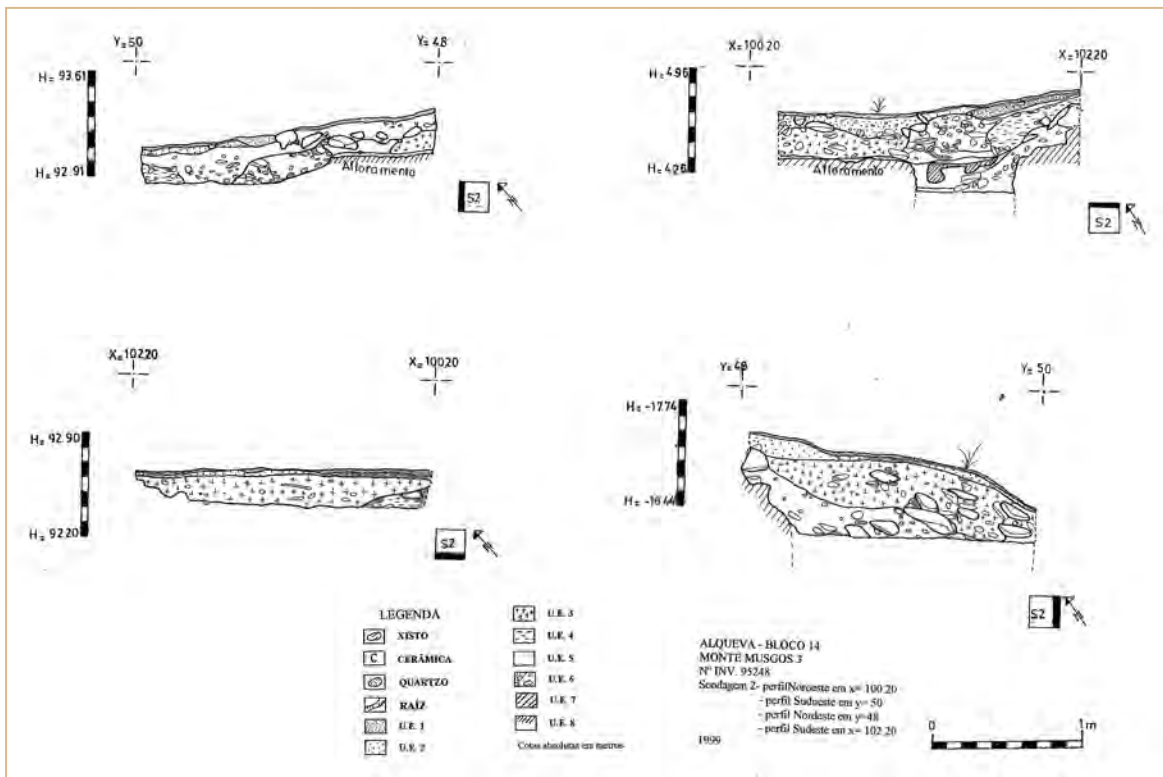 Y=50
Y=48
H= 93.61
H= 92.91
Afloramento
S2
X=100.20
X=102.20
H= 4.96
H= 4.26
Afloramento
S2
X=102.20
X=100.20
H= 92.90
H= 92.20
S2
Y=48
Y=50
H= -17.74
H= -16.44
S2
LEGENDA
XISTO
C CERÂMICA
QUARTZO
RAÍZ
U.E. 1
U.E. 2
U.E. 3
U.E. 4
U.E. 5
U.E. 6
U.E. 7
U.E. 8
Cotas absolutas em metros
ALQUEVA - BLOCO 14
MONTE MUSGOS 3
Nº INV. 95248
Sondagem 2- perfil Noroeste em x= 100.20
- perfil Sudoeste em y= 50
- perfil Nordeste em y=48
- perfil Sudeste em x= 102.20
1999
0
1m